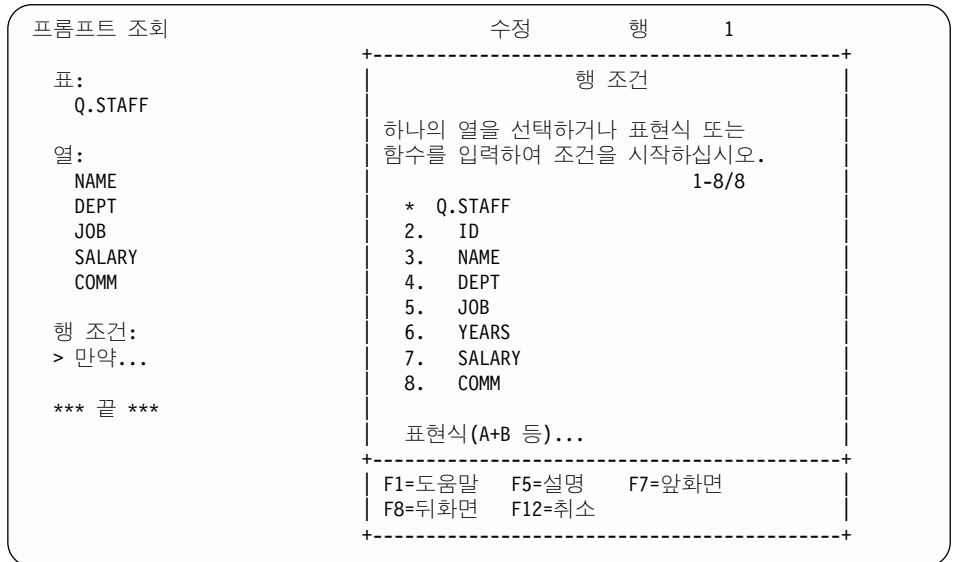 프롬프트 조회 수정 행 1
표:
Q.STAFF
열:
NAME
DEPT
JOB
SALARY
COMM
행 조건:
> 만약...
*** 끝 ***
행 조건
하나의 열을 선택하거나 표현식 또는
함수를 입력하여 조건을 시작하십시오.
1-8/8
* Q.STAFF
2. ID
3. NAME
4. DEPT
5. JOB
6. YEARS
7. SALARY
8. COMM
표현식(A+B 등)...
F1=도움말 F5=설명 F7=앞화면
F8=뒤화면 F12=취소